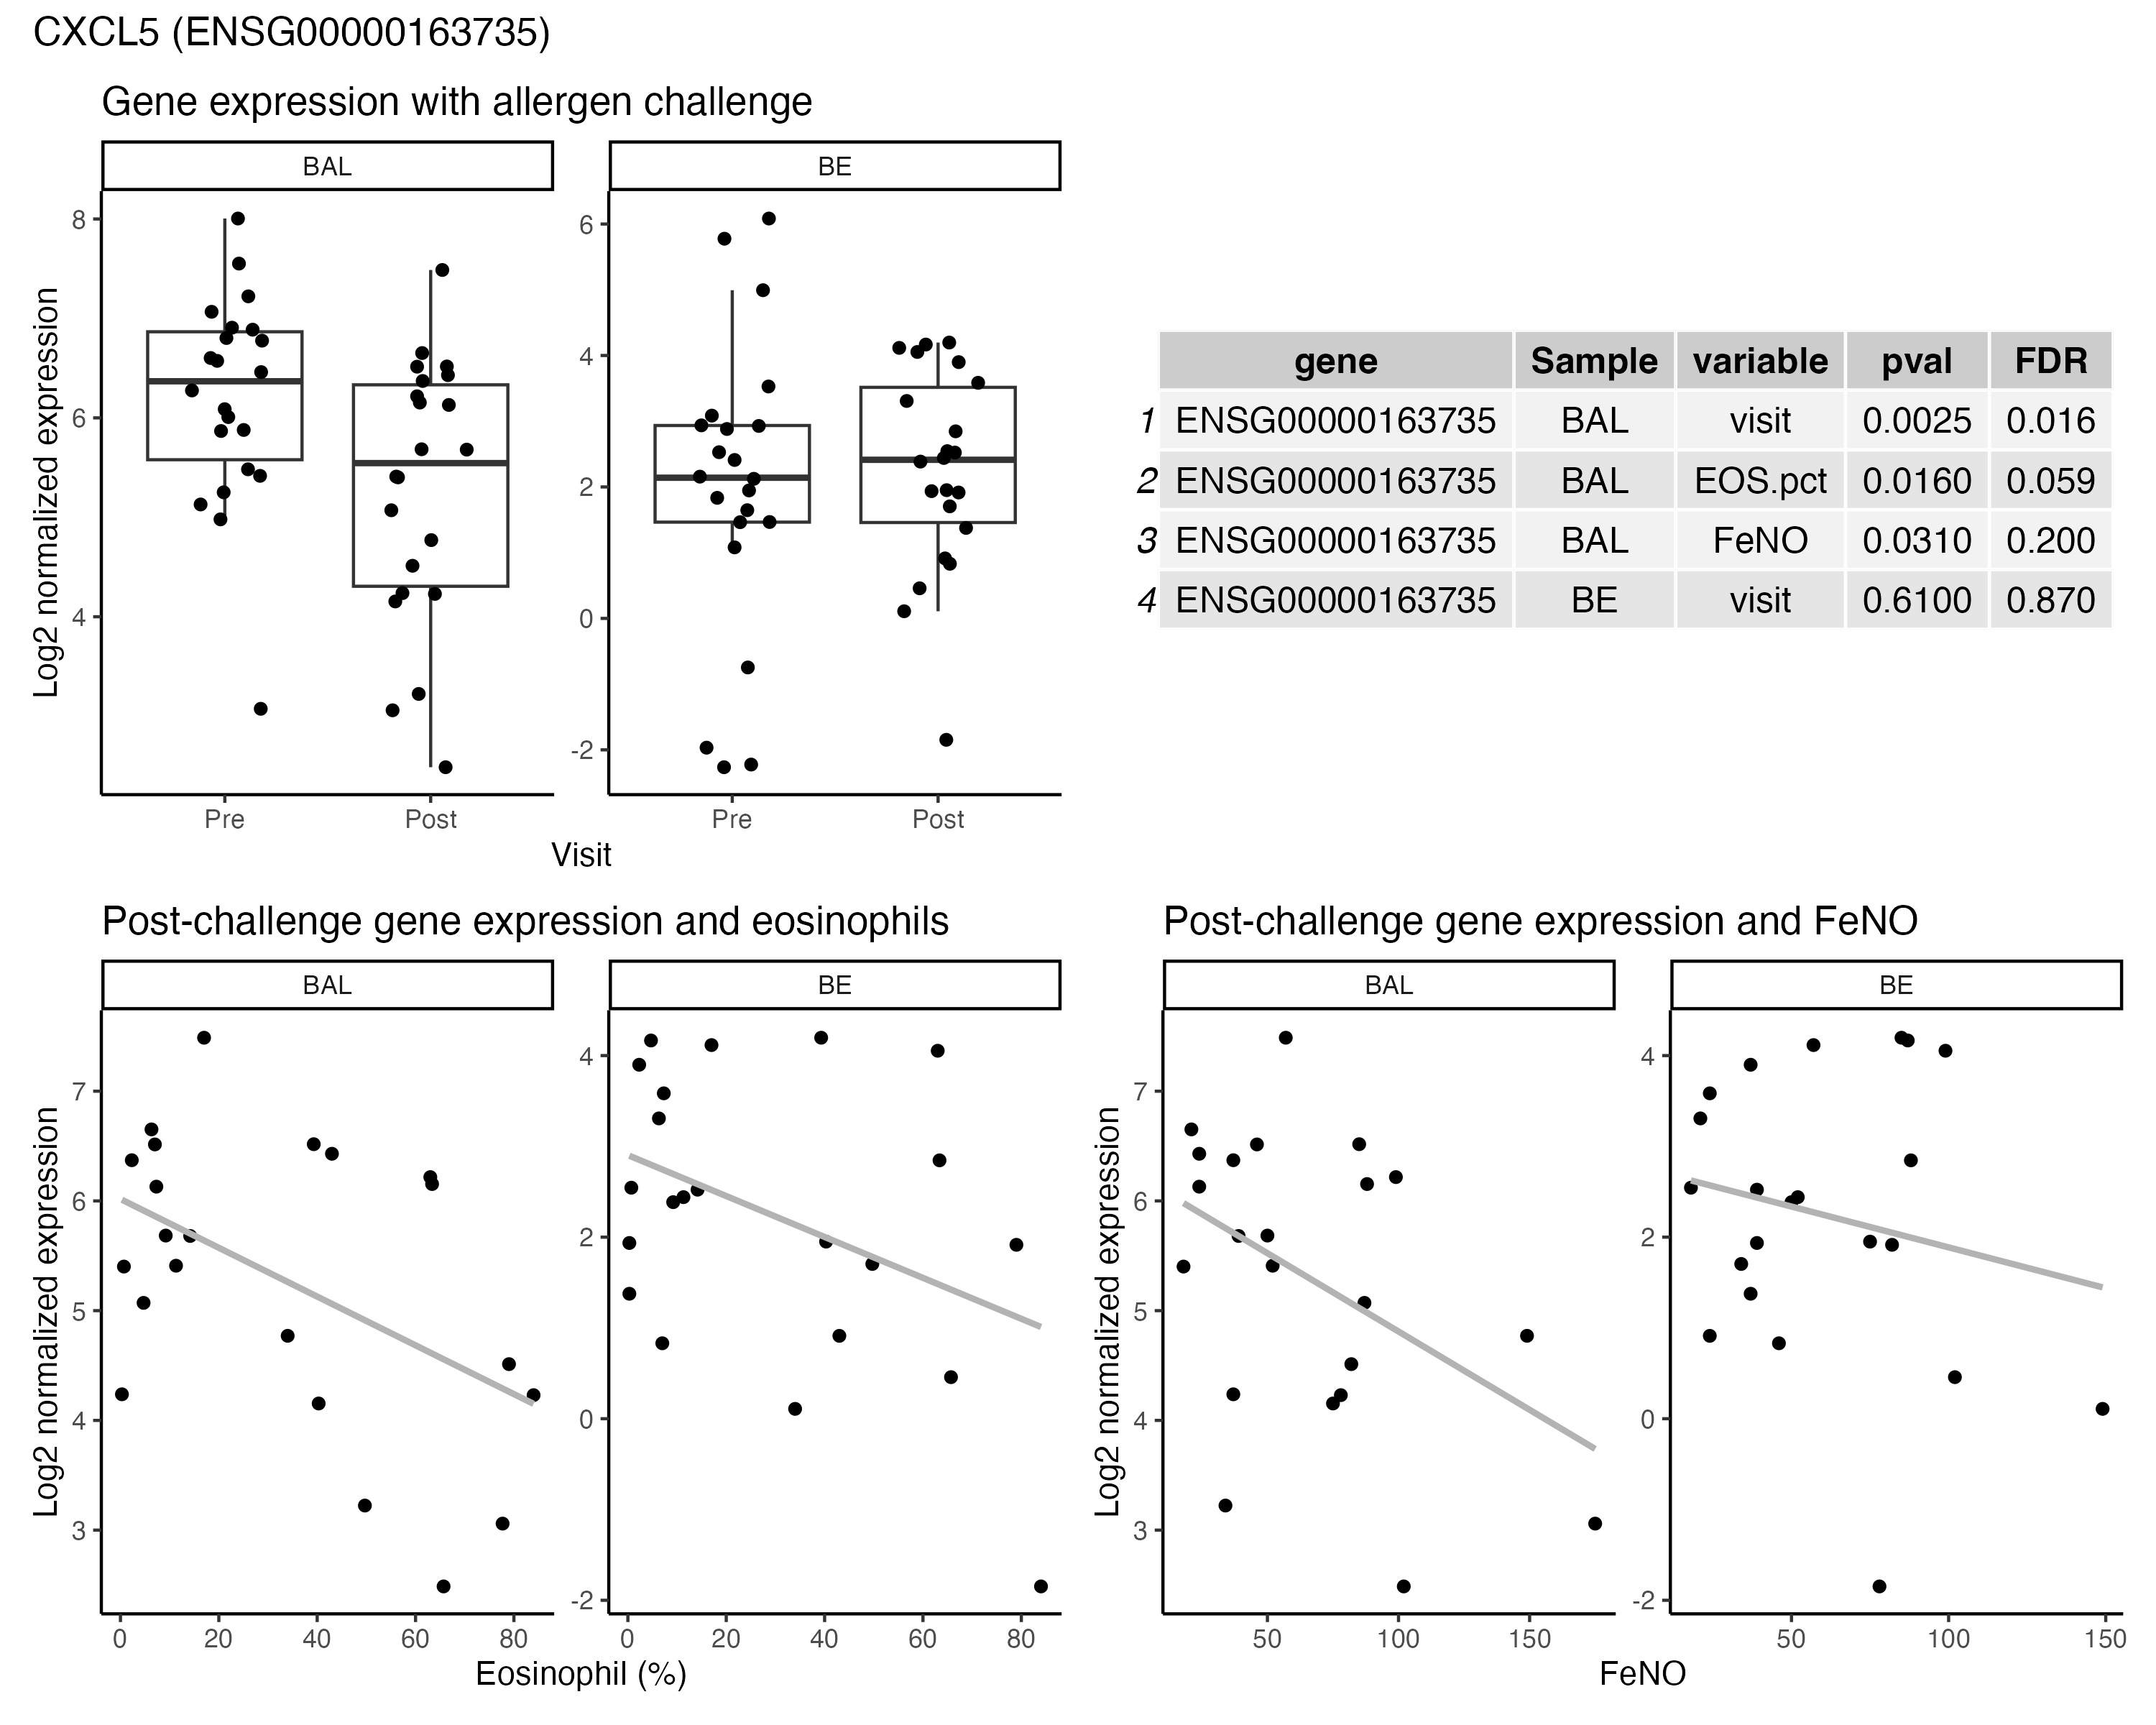 CXCL5 (ENSG00000163735)
Gene expression with allergen challenge
BAL BE
Log2 normalized expression
8
6
4
6
4
2
0
-2
Pre Post Pre Post
Visit
gene Sample variable pval FDR
1 ENSG00000163735 BAL visit 0.0025 0.016
2 ENSG00000163735 BAL EOS.pct 0.0160 0.059
3 ENSG00000163735 BAL FeNO 0.0310 0.200
4 ENSG00000163735 BE visit 0.6100 0.870
Post-challenge gene expression and eosinophils
BAL BE
Log2 normalized expression
7
6
5
4
3
4
2
0
-2
0 20 40 60 80 0 20 40 60 80
Eosinophil (%)
Post-challenge gene expression and FeNO
BAL BE
Log2 normalized expression
7
6
5
4
3
4
2
0
-2
50 100 150 50 100 150
FeNO